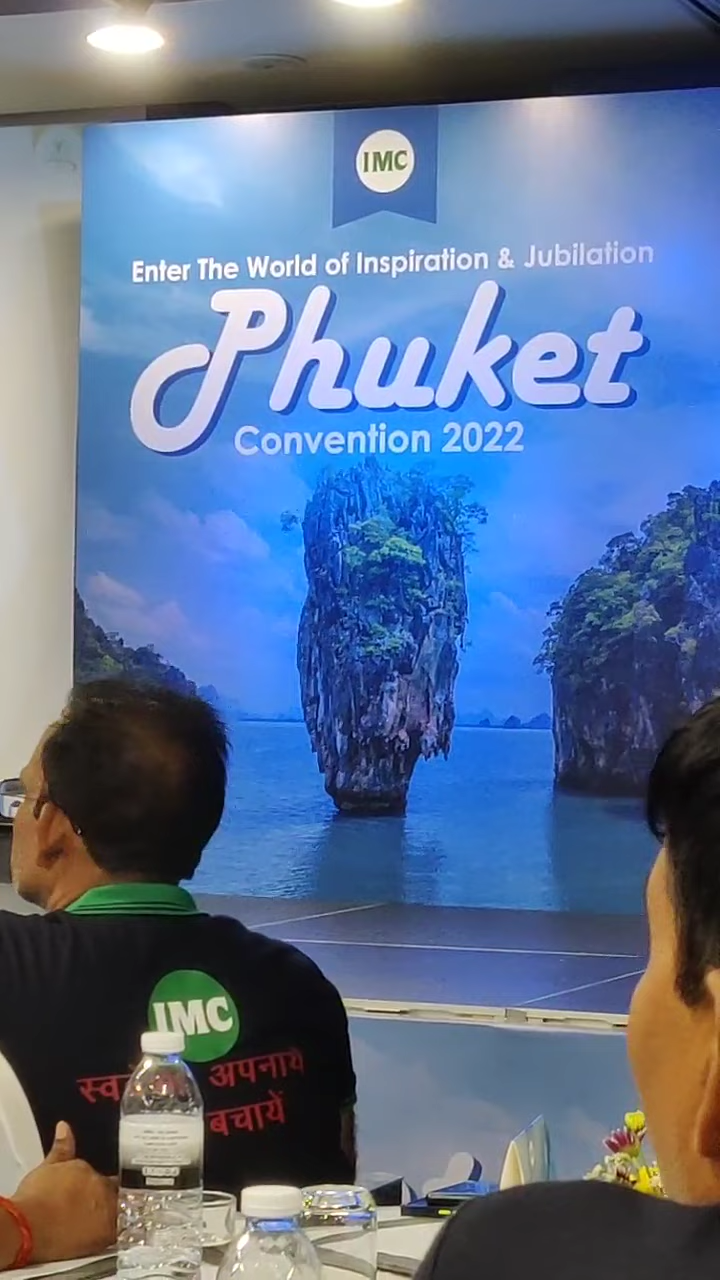 IMC
Enter The World of Inspiration & Jubilation
Phuket
Convention 2022
IMC
अपनायें
बचायें